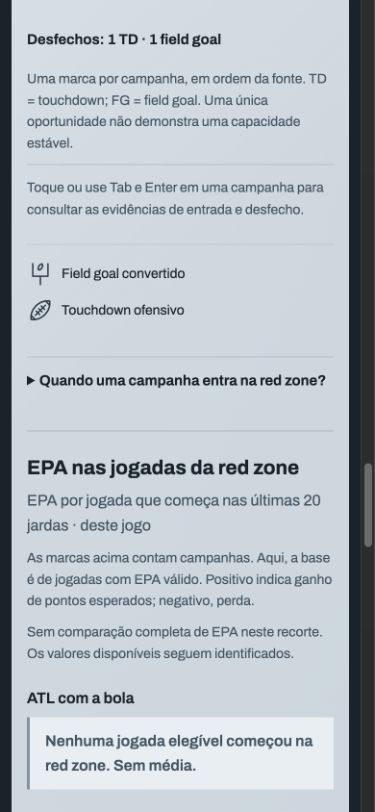 Desfechos: 1 TD · 1 field goal
Uma marca por campanha, em ordem da fonte. TD
= touchdown; FG = field goal. Uma única
oportunidade não demonstra uma capacidade
estável.
Toque ou use Tab e Enter em uma campanha para
consultar as evidências de entrada e desfecho.
Field goal convertido
Touchdown ofensivo
▶ Quando uma campanha entra na red zone?
EPA nas jogadas da red zone
EPA por jogada que começa nas últimas 20
jardas · deste jogo
As marcas acima contam campanhas. Aqui, a base
é de jogadas com EPA válido. Positivo indica ganho
de pontos esperados; negativo, perda.
Sem comparação completa de EPA neste recorte.
Os valores disponíveis seguem identificados.
ATL com a bola
Nenhuma jogada elegível começou na
red zone. Sem média.